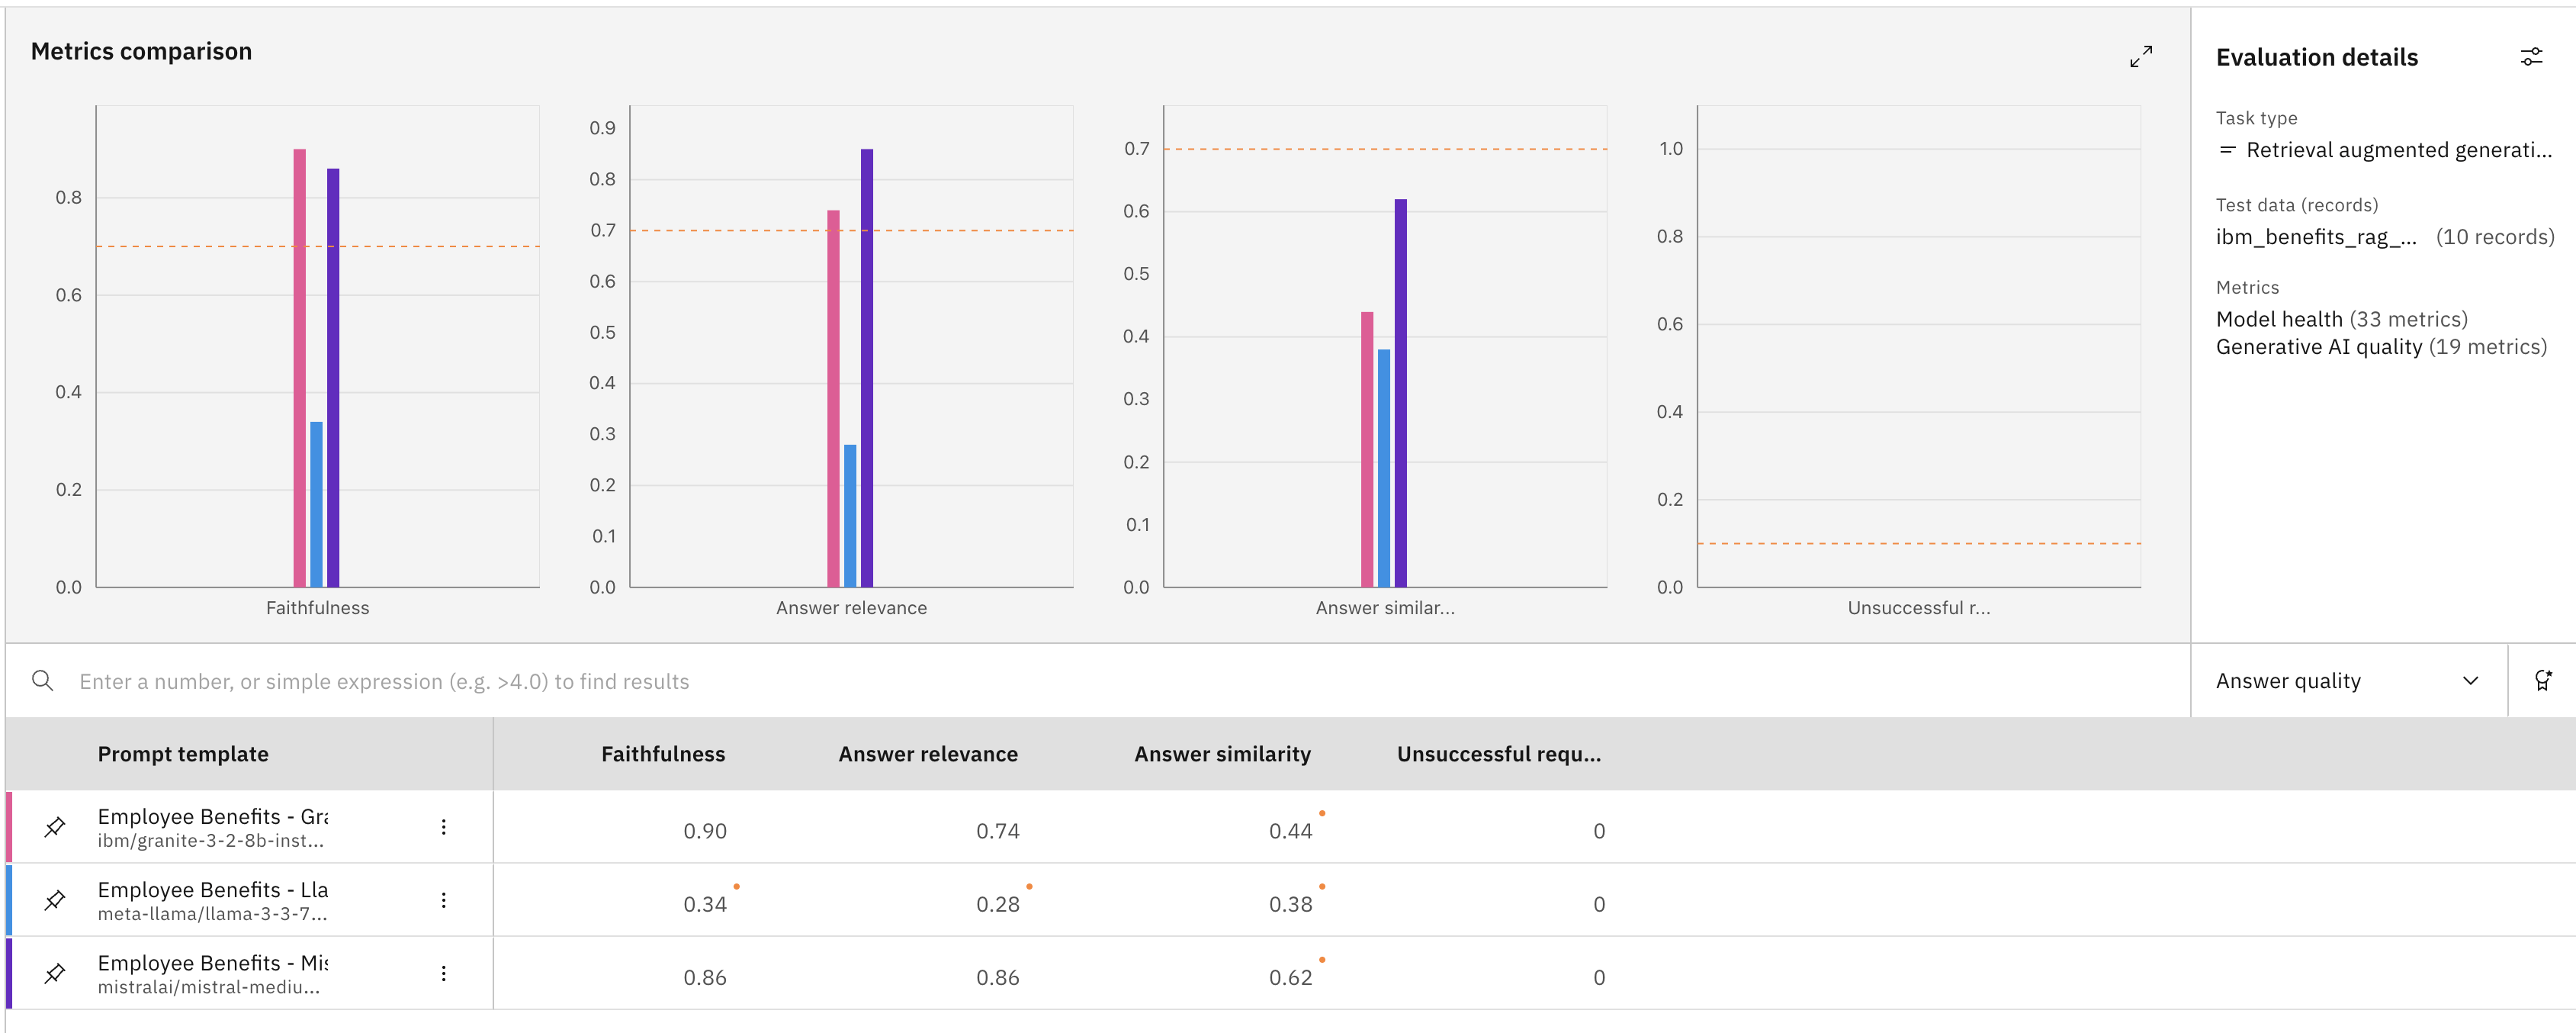 Metrics comparison
0.8
0.6
0.4
0.2
0.0
Faithfulness
0.9
0.8
0.7
0.6
0.5
0.4
0.3
0.2
0.1
0.0
Answer relevance
0.7
0.6
0.5
0.4
0.3
0.2
0.1
0.0
Answer similar...
1.0
0.8
0.6
0.4
0.2
0.0
Unsuccessful r...
Evaluation details
Task type
Retrieval augmented generati...
Test data (records)
ibm_benefits_rag_... (10 records)
Metrics
Model health (33 metrics)
Generative AI quality (19 metrics)
Enter a number, or simple expression (e.g. >4.0) to find results
Answer quality
Prompt template Faithfulness Answer relevance Answer similarity Unsuccessful requ...
Employee Benefits - Gra
ibm/granite-3-2-8b-inst...
0.90 0.74 0.44 0
Employee Benefits - Lla
meta-llama/llama-3-3-7...
0.34 0.28 0.38 0
Employee Benefits - Mis
mistralai/mistral-mediu...
0.86 0.86 0.62 0